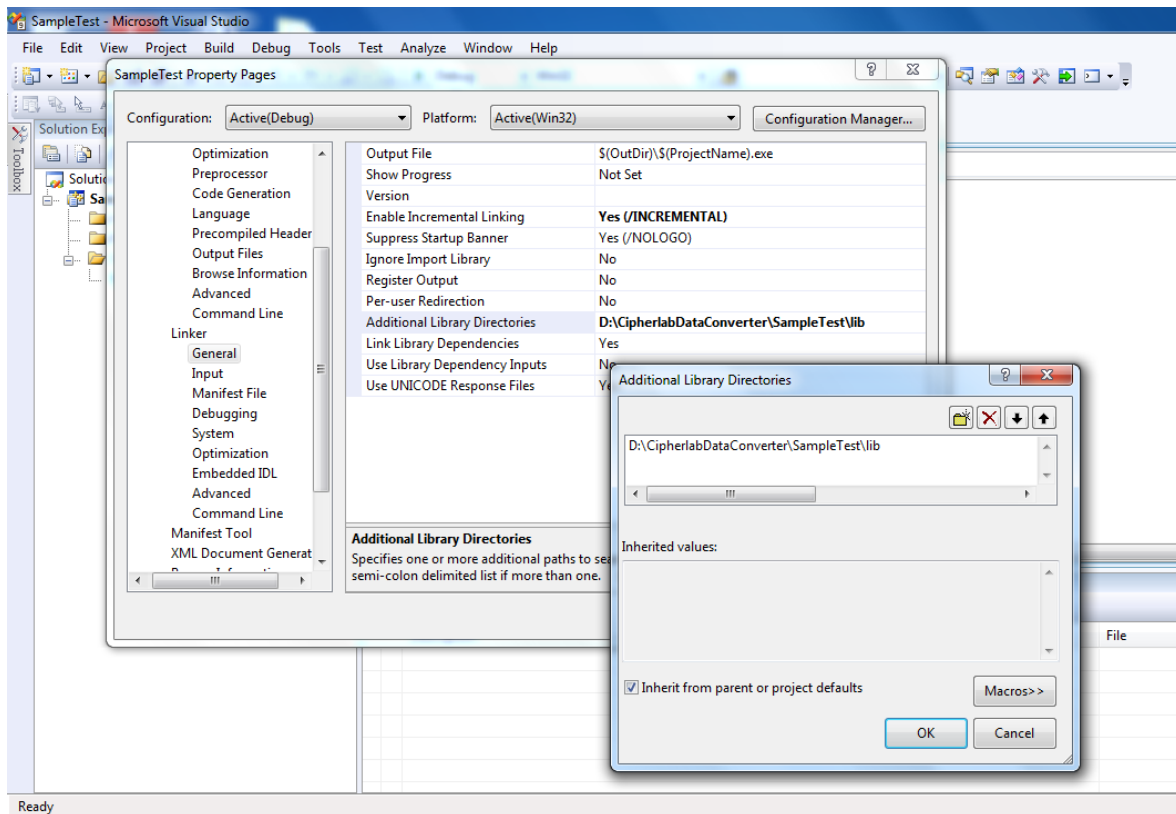 SampleTest - Microsoft Visual Studio
File Edit View Project Build Debug Tools Test Analyze Window Help
SampleTest Property Pages
Configuration: Active(Debug) Platform: Active(Win32) Configuration Manager...
Toolbox
Solution Ex
Solutio
Sa
Optimization
Preprocessor
Code Generation
Language
Precompiled Header
Output Files
Browse Information
Advanced
Command Line
Linker
General
Input
Manifest File
Debugging
System
Optimization
Embedded IDL
Advanced
Command Line
Manifest Tool
XML Document Generat
Output File $(OutDir)\$(ProjectName).exe
Show Progress Not Set
Version
Enable Incremental Linking Yes (/INCREMENTAL)
Suppress Startup Banner Yes (/NOLOGO)
Ignore Import Library No
Register Output No
Per-user Redirection No
Additional Library Directories D:\CipherlabDataConverter\SampleTest\lib
Link Library Dependencies Yes
Use Library Dependency Inputs No
Use UNICODE Response Files Ye
Additional Library Directories
Specifies one or more additional paths to sea
semi-colon delimited list if more than one.
Additional Library Directories
D:\CipherlabDataConverter\SampleTest\lib
Inherited values:
Inherit from parent or project defaults
Macros>>
OK Cancel
File
Ready